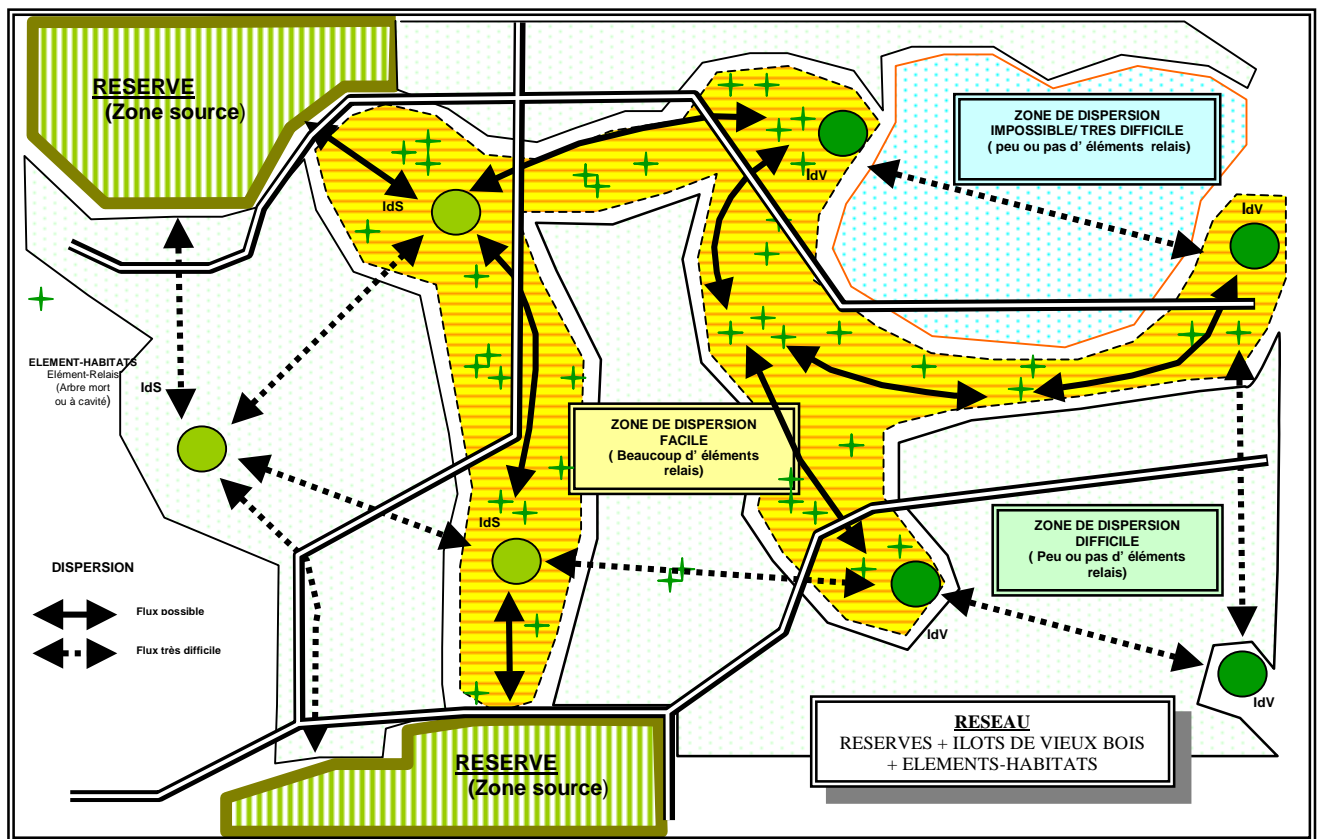 RESERVE
(Zone source)
ZONE DE DISPERSION
IMPOSSIBLE/ TRES DIFFICILE
( peu ou pas d' éléments relais)
IdV
IdS
IdV
ELEMENT-HABITATS
Elément-Relais
(Arbre mort
ou à cavité)
IdS
ZONE DE DISPERSION
FACILE
( Beaucoup d' éléments
relais)
IdS
ZONE DE DISPERSION
DIFFICILE
( Peu ou pas d' éléments
relais)
DISPERSION
Flux possible
Flux très difficile
IdV
IdV
RESEAU
RESERVES + ILOTS DE VIEUX BOIS
+ ELEMENTS-HABITATS
RESERVE
(Zone source)